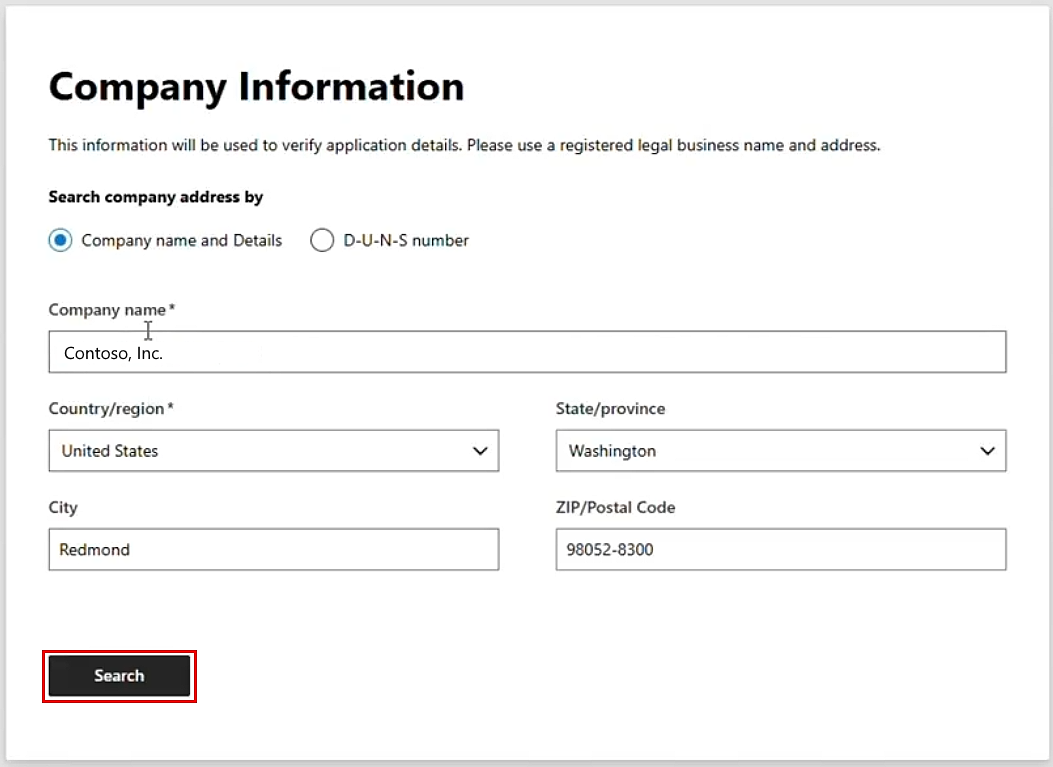 Company Information
This information will be used to verify application details. Please use a registered legal business name and address.
Search company address by
Company name and Details D-U-N-S number
Company name*
Contoso, Inc.
Country/region* State/province
United States Washington
City ZIP/Postal Code
Redmond 98052-8300
Search